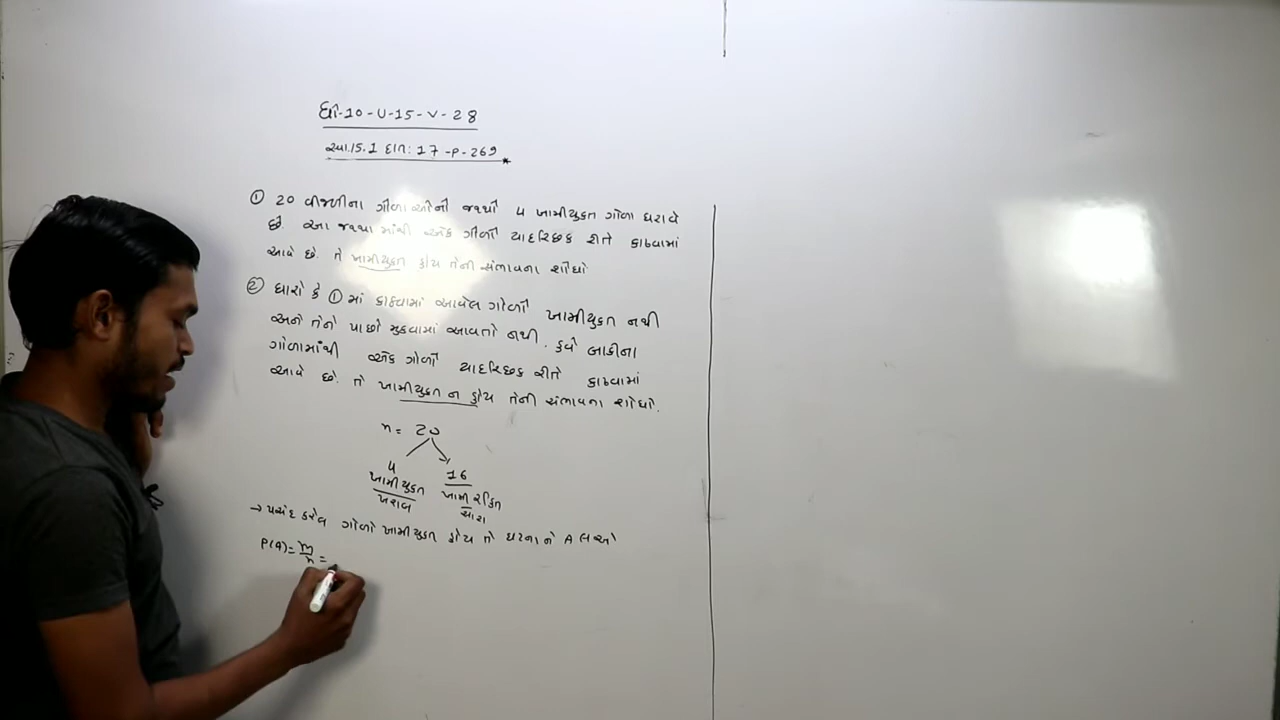 ધો-10-U-15-V-28
સ્વા.15.1 દાખ: 17-P-269
① 20 વીજળીના ગોળાઓનો જથ્થો 4 ખામીયુક્ત ગોળા ધરાવે
છે. આ જથ્થામાંથી એક ગોળો યાદચ્છિક રીતે કાઢવામાં
આવે છે. તે ખામીયુક્ત હોય તેની સંભાવના શોધો
② ધારો કે ① માં કાઢવામાં આવેલ ગોળો ખામીયુક્ત નથી
અને તેને પાછો મુકવામાં આવતો નથી. હવે બાકીના
ગોળામાંથી એક ગોળો યાદચ્છિક રીતે કાઢવામાં
આવે છે. તો ખામીયુક્ત ન હોય તેની સંભાવના શોધો.
n = 20
4 16
ખામીયુક્ત ખામી રહિત
ખરાબ સારા
→ પસંદ કરેલ ગોળો ખામીયુક્ત હોય તે ઘટનાને A લઇએ
P(A) = m/n =